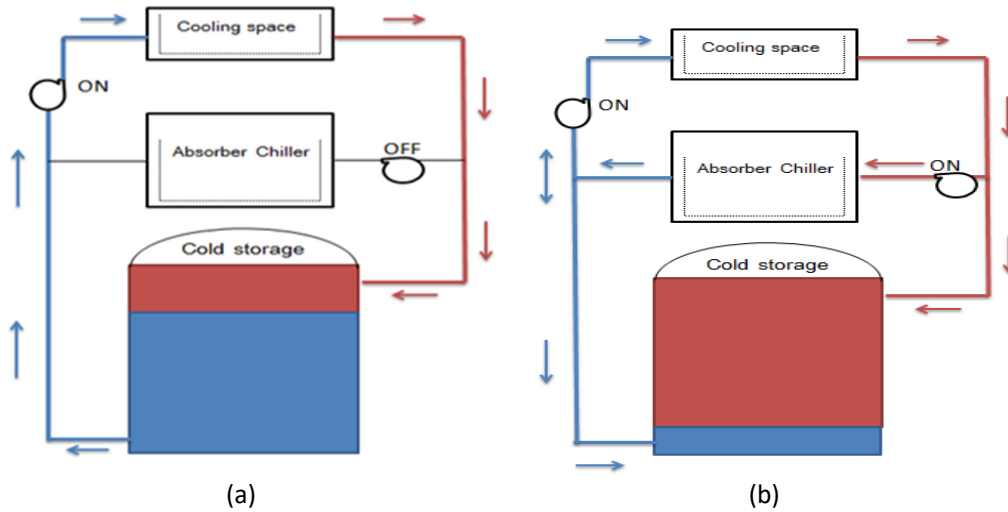 Cooling space
ON
Absorber Chiller
OFF
Cold storage
(a)
Cooling space
ON
Absorber Chiller
ON
Cold storage
(b)